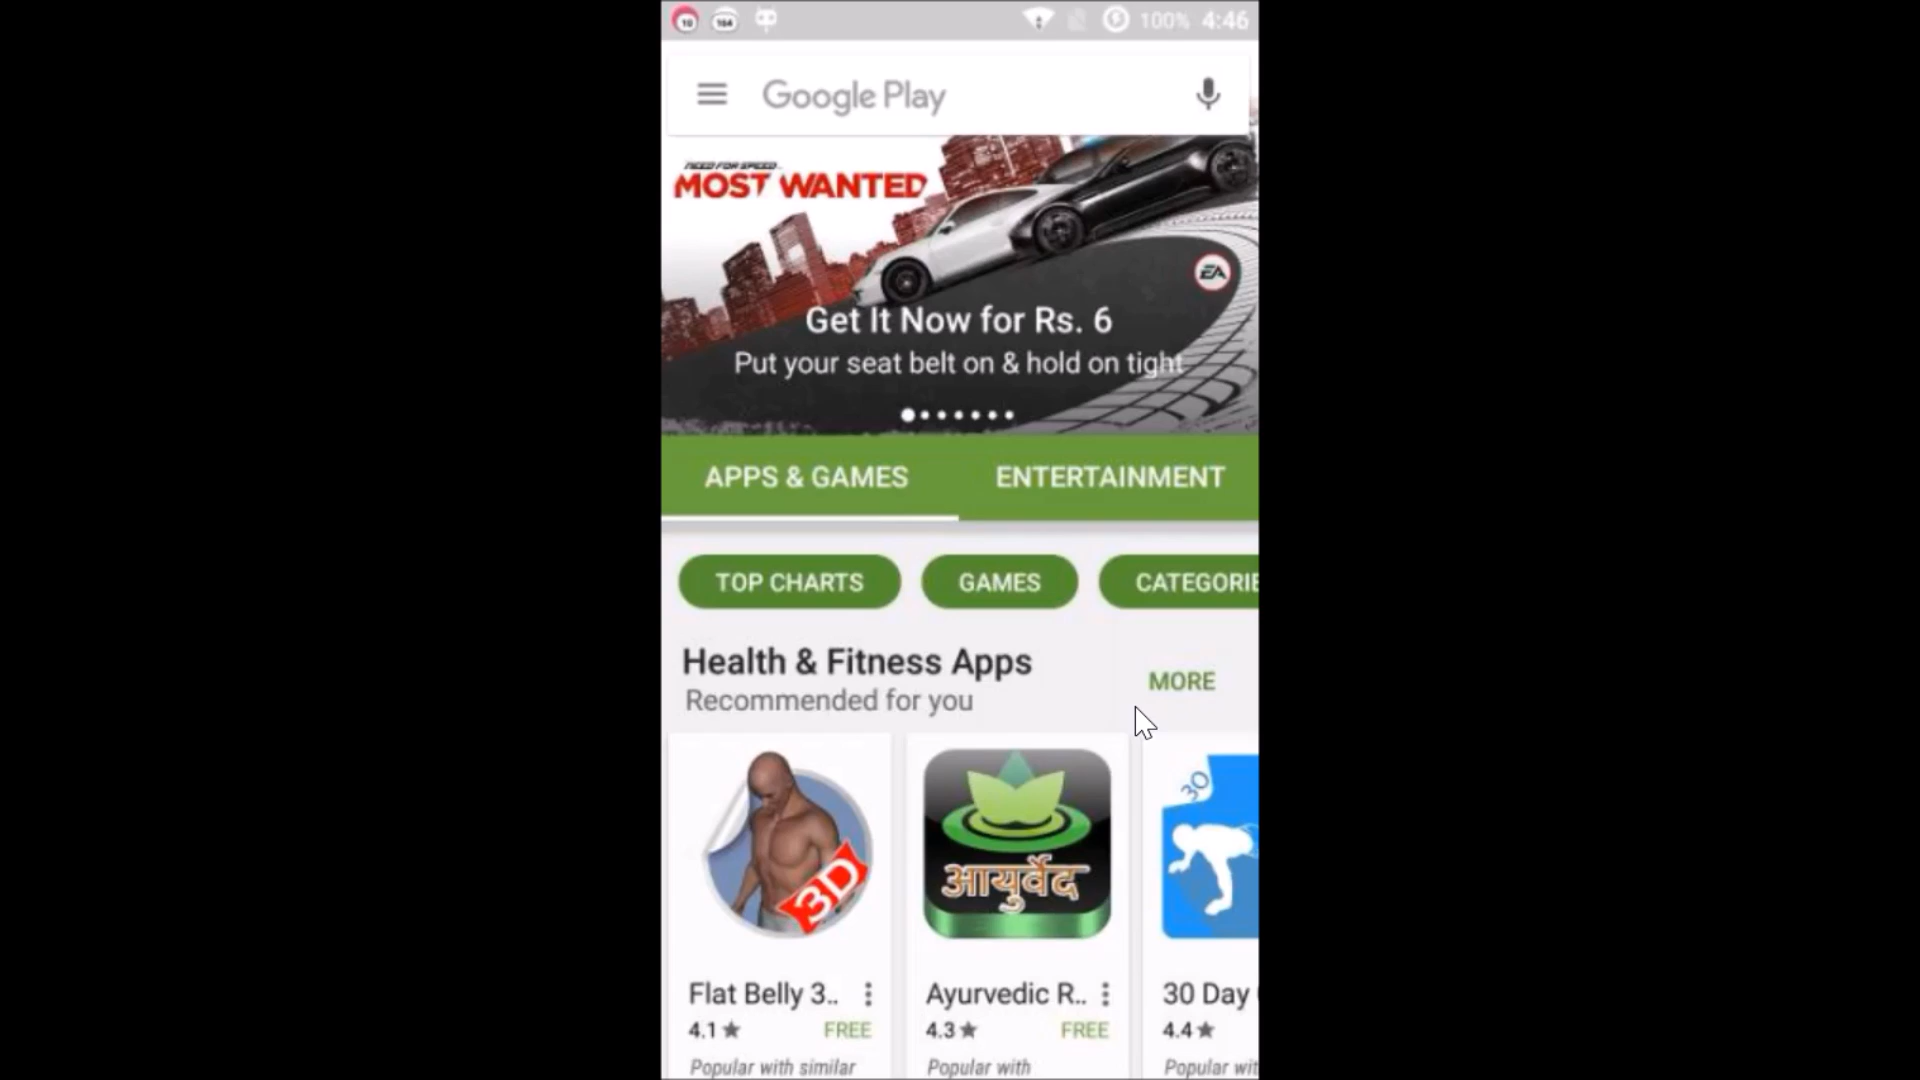 10 164 100% 4:46
Google Play
NEED FOR SPEED
MOST WANTED
EA
Get It Now for Rs. 6
Put your seat belt on & hold on tight
APPS & GAMES ENTERTAINMENT
TOP CHARTS GAMES CATEGORIE
Health & Fitness Apps
MORE
Recommended for you
30
3D
आयुर्वेद
Flat Belly 3.. Ayurvedic R.. 30 Day
4.1★ FREE 4.3★ FREE 4.4★
Popular with similar Popular with Popular wit